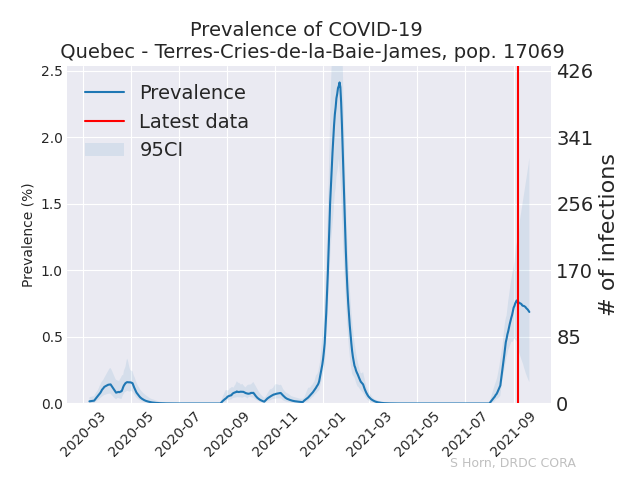 Prevalence of COVID-19
Quebec - Terres-Cries-de-la-Baie-James, pop. 17069
Prevalence
Latest data
95CI
Prevalence (%)
2.5
2.0
1.5
1.0
0.5
0.0
426
341
256
170
85
0
# of infections
2020-03
2020-05
2020-07
2020-09
2020-11
2021-01
2021-03
2021-05
2021-07
2021-09
S Horn, DRDC CORA